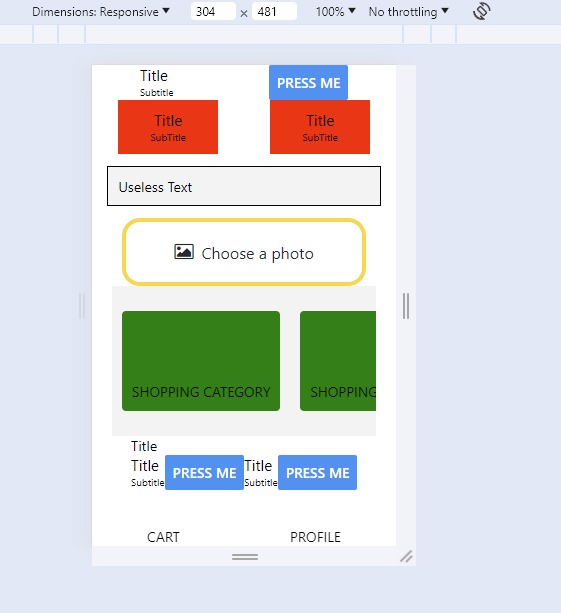 Dimensions: Responsive ▼ 304 × 481 100% ▼ No throttling ▼
Title
Subtitle
PRESS ME
Title
SubTitle
Title
SubTitle
Useless Text
Choose a photo
SHOPPING CATEGORY
SHOPPING
Title
Title
Subtitle
PRESS ME
Title
Subtitle
PRESS ME
CART
PROFILE